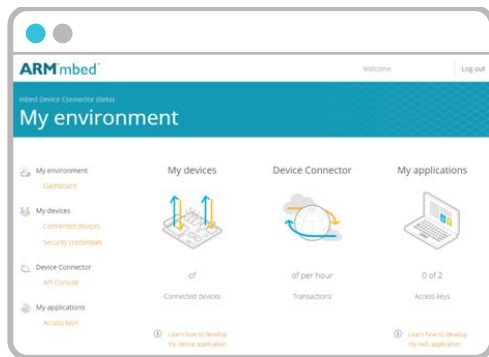 ARM®mbed™
Welcome
Log out
mbed Device Connector (Beta)
My environment
My environment
Dashboard
My devices
Connected devices
Security credentials
Device Connector
API Console
My applications
Access keys
My devices
of
Connected devices
Learn how to develop
my device application
Device Connector
of per hour
Transactions
My applications
0 of 2
Access keys
Learn how to develop
my web application